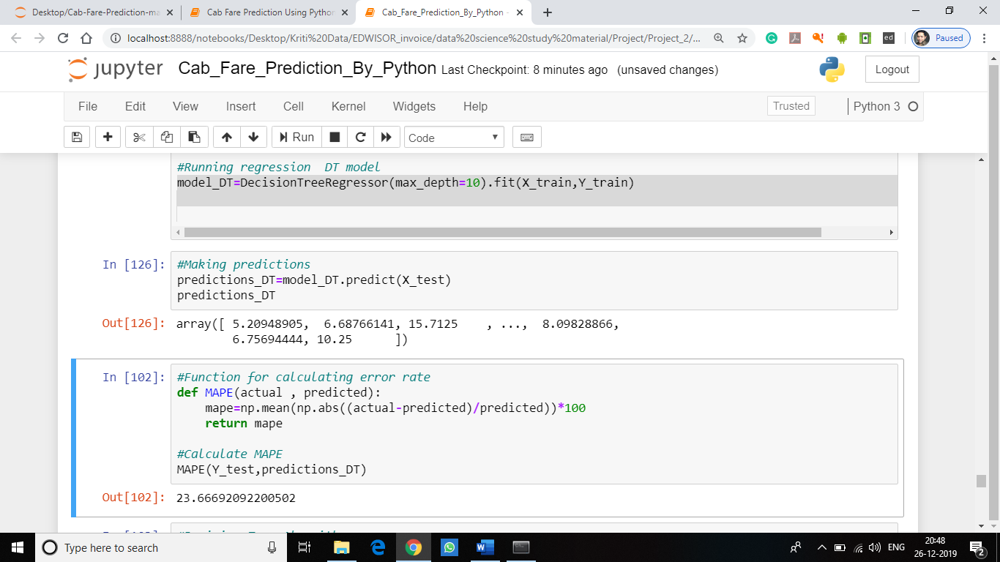 Desktop/Cab-Fare-Prediction-ma
Cab Fare Prediction Using Python
Cab_Fare_Prediction_By_Python -
localhost:8888/notebooks/Desktop/Kriti%20Data/EDWISOR_invoice/data%20science%20study%20material/Project/Project_2/...
ed
Paused
jupyter Cab_Fare_Prediction_By_Python Last Checkpoint: 8 minutes ago (unsaved changes)
Logout
File Edit View Insert Cell Kernel Widgets Help
Trusted
Python 3
Run
Code
#Running regression  DT model
model_DT=DecisionTreeRegressor(max_depth=10).fit(X_train,Y_train)
In [126]:
#Making predictions
predictions_DT=model_DT.predict(X_test)
predictions_DT
Out[126]: array([ 5.20948905,  6.68766141, 15.7125    , ...,  8.09828866,
        6.75694444, 10.25      ])
In [102]:
#Function for calculating error rate
def MAPE(actual , predicted):
    mape=np.mean(np.abs((actual-predicted)/predicted))*100
    return mape
#Calculate MAPE
MAPE(Y_test,predictions_DT)
Out[102]: 23.66692092200502
Type here to search
ENG
20:48
26-12-2019
2